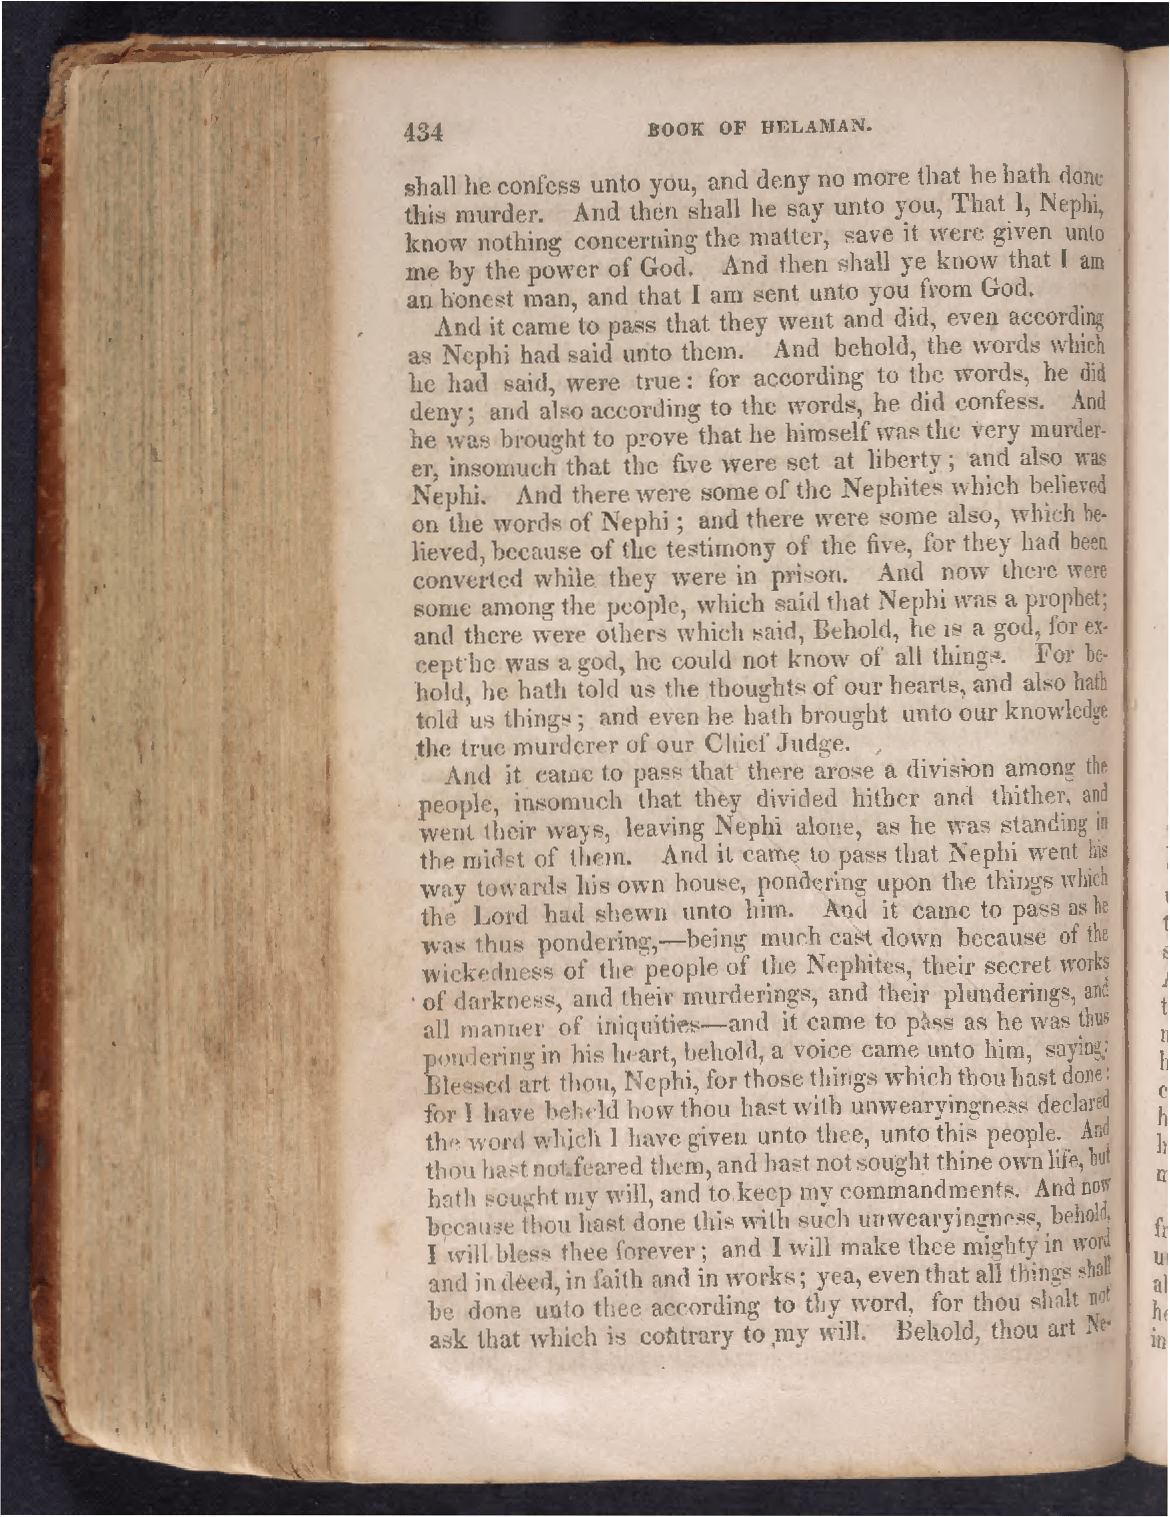 434 BOOK OF HELAMAN.
shall he confess unto you, and deny no more that he hath done
this murder. And then shall he say unto you, That I, Nephi,
know nothing concerning the matter, save it were given unto
me by the power of God. And then shall ye know that I am
an honest man, and that I am sent unto you from God.
And it came to pass that they went and did, even according
as Nephi had said unto them. And behold, the words which
he had said, were true: for according to the words, he did
deny; and also according to the words, he did confess. And
he was brought to prove that he himself was the very murder-
er, insomuch that the five were set at liberty; and also was
Nephi. And there were some of the Nephites which believed
on the words of Nephi; and there were some also, which be-
lieved, because of the testimony of the five, for they had been
converted while they were in prison. And now there were
some among the people, which said that Nephi was a prophet;
and there were others which said, Behold, he is a god, for ex-
cept he was a god, he could not know of all things. For be-
hold, he hath told us the thoughts of our hearts, and also hath
told us things; and even he hath brought unto our knowledge
the true murderer of our Chief Judge.
And it came to pass that there arose a division among the
people, insomuch that they divided hither and thither, and
went their ways, leaving Nephi alone, as he was standing in
the midst of them. And it came to pass that Nephi went his
way towards his own house, pondering upon the things which
the Lord had shewn unto him. And it came to pass as he
was thus pondering,—being much cast down because of the
wickedness of the people of the Nephites, their secret works
of darkness, and their murderings, and their plunderings, and
all manner of iniquities—and it came to pass as he was thus
pondering in his heart, behold, a voice came unto him, saying:
Blessed art thou, Nephi, for those things which thou hast done;
for I have beheld how thou hast with unwearyingness declared
the word which I have given unto thee, unto this people. And
thou hast not feared them, and hast not sought thine own life, but
hath sought my will, and to keep my commandments. And now
because thou hast done this with such unwearyingness, behold,
I will bless thee forever; and I will make thee mighty in word
and in deed, in faith and in works; yea, even that all things shall
be done unto thee according to thy word, for thou shalt not
ask that which is contrary to my will. Behold, thou art Ne-